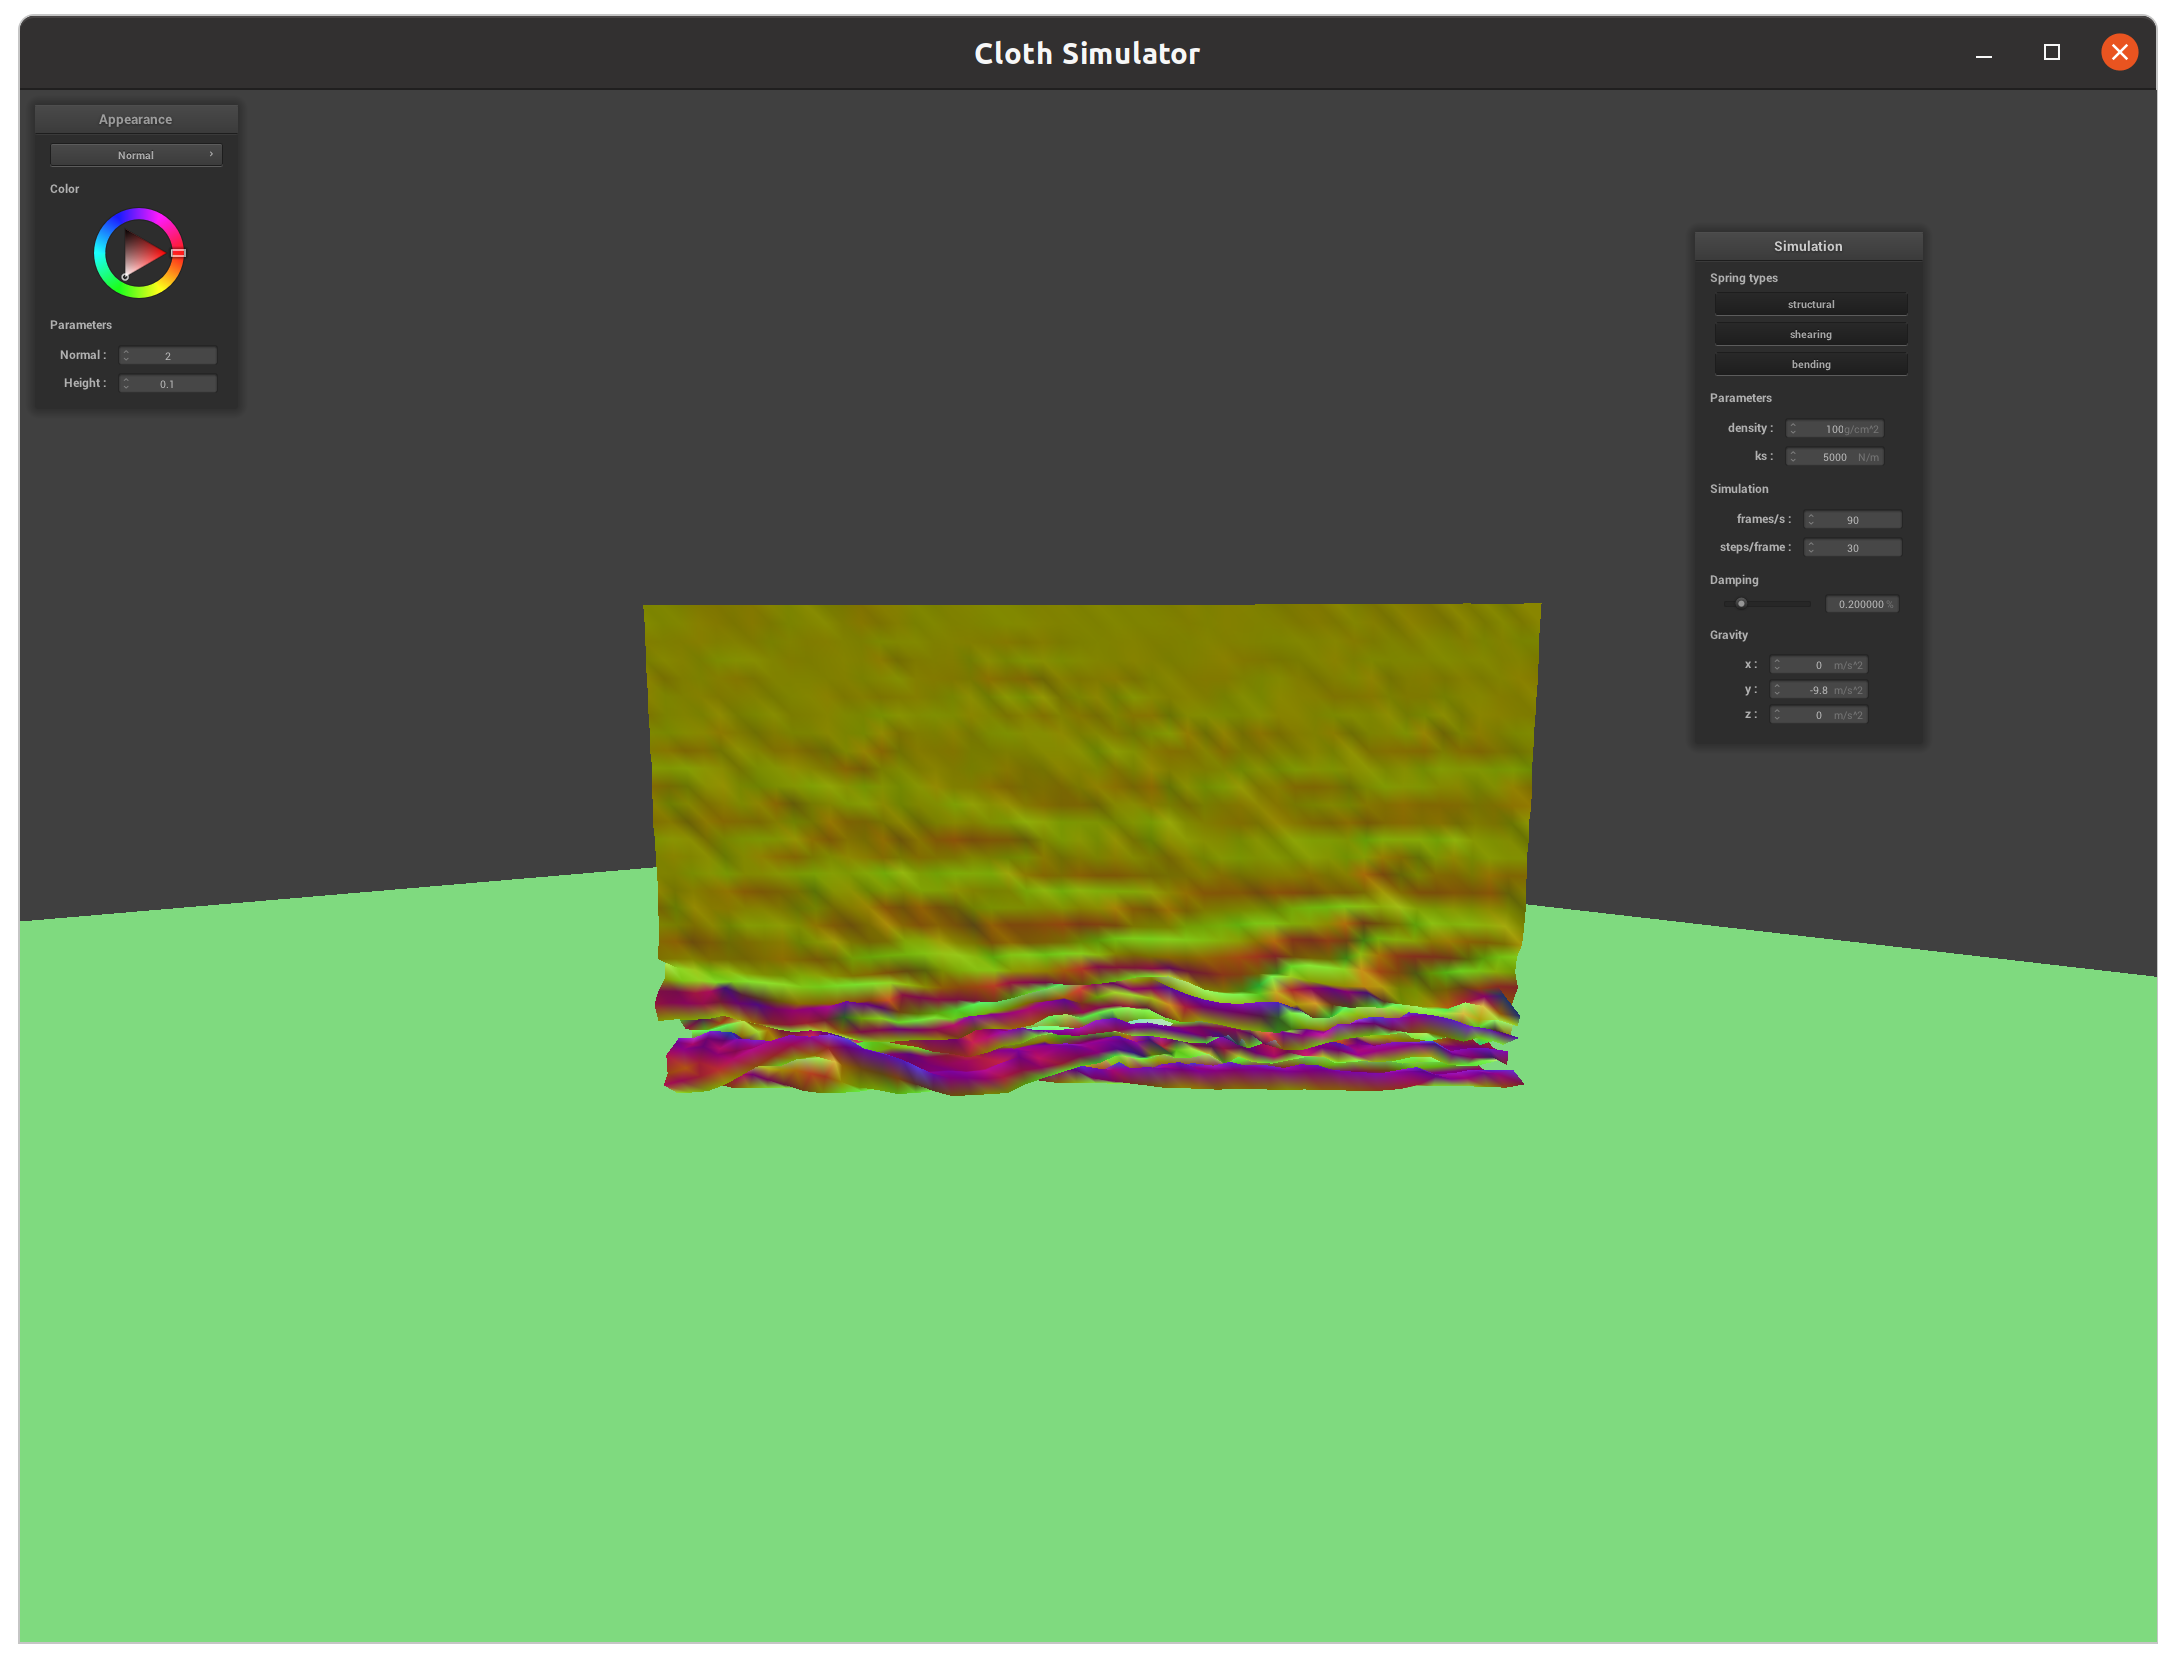 Cloth Simulator
Appearance
Normal
Color
Parameters
Normal : 2
Height : 0.1
Simulation
Spring types
structural
shearing
bending
Parameters
density : 100g/cm^2
ks : 5000 N/m
Simulation
frames/s : 90
steps/frame : 30
Damping
0.200000 %
Gravity
x : 0 m/s^2
y : -9.8 m/s^2
z : 0 m/s^2